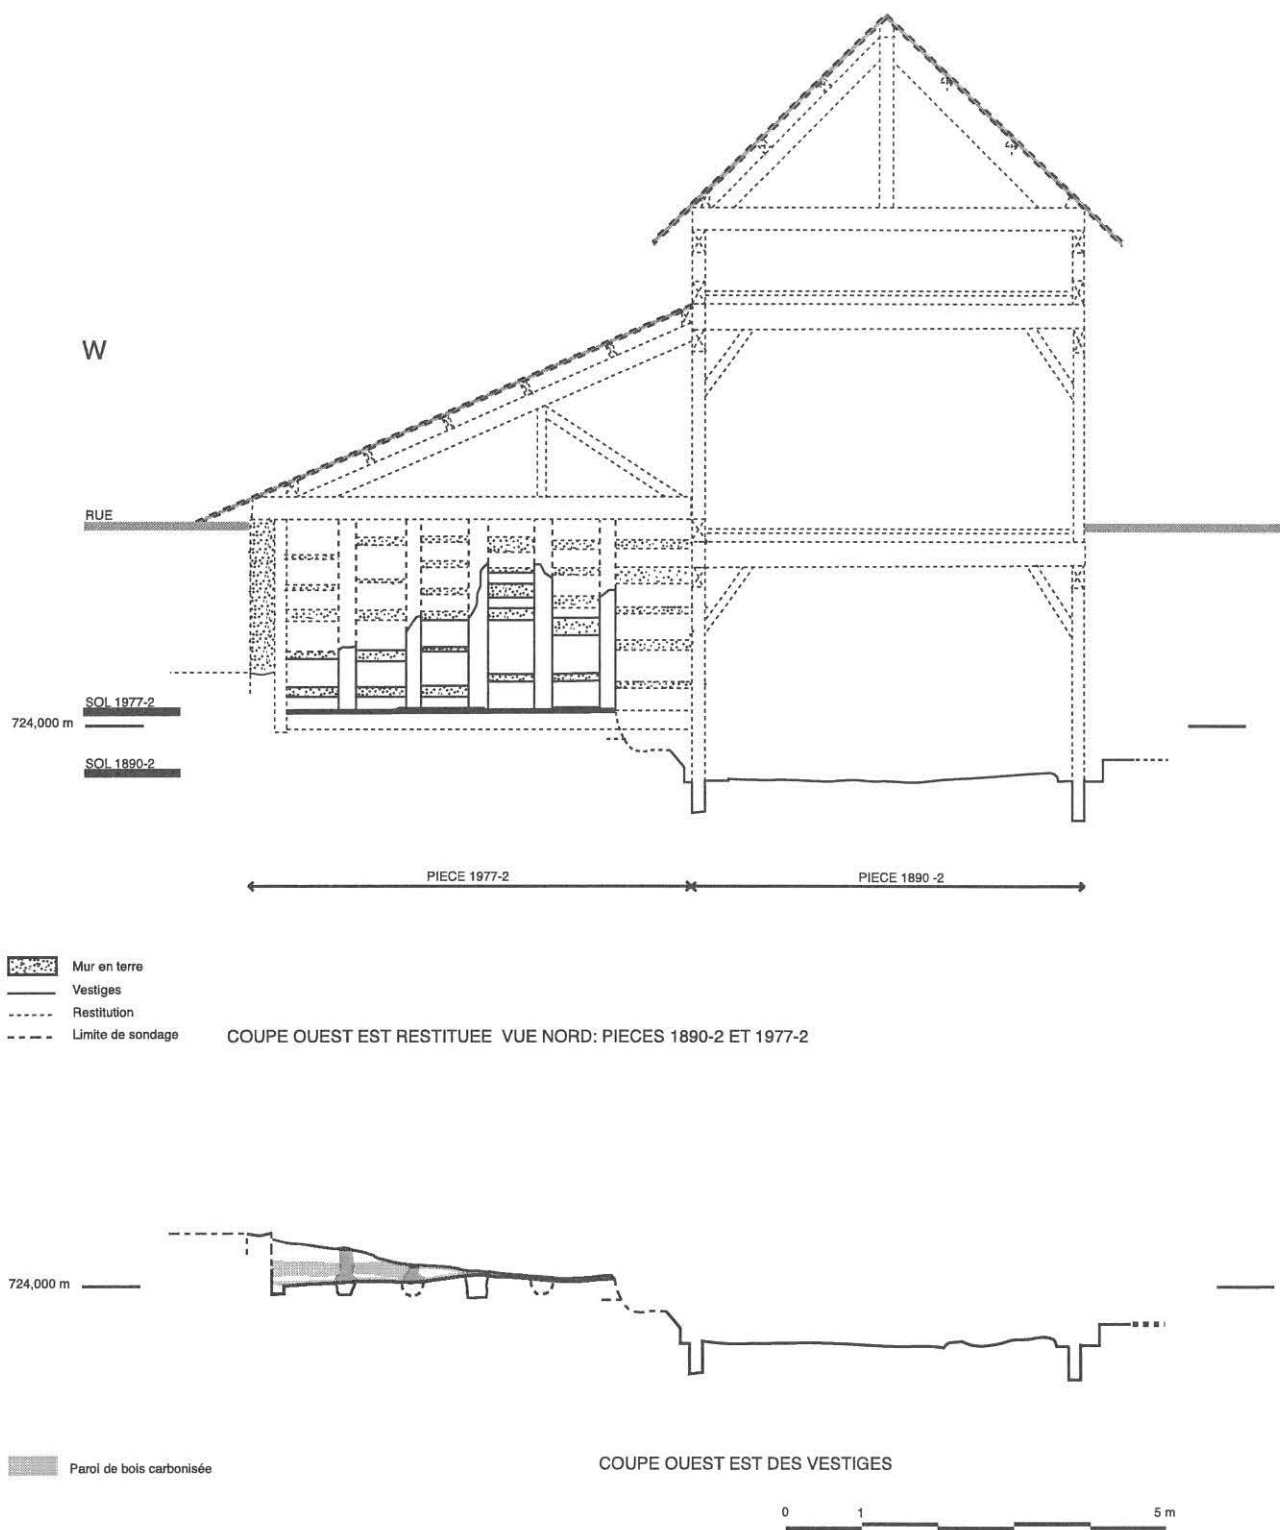 W
RUE
SOL 1977-2
724,000 m
SOL 1890-2
PIECE 1977-2
PIECE 1890 -2
Mur en terre
Vestiges
Restitution
Limite de sondage
COUPE OUEST EST RESTITUEE VUE NORD: PIECES 1890-2 ET 1977-2
724,000 m
Paroi de bois carbonisée
COUPE OUEST EST DES VESTIGES
0 1 5 m